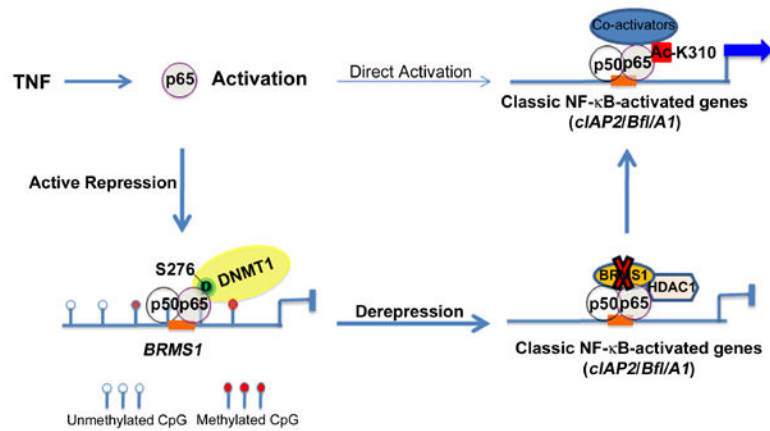 Co-activators
Ac-K310
p50 p65
TNF
p65
Activation
Direct Activation
Classic NF-κB-activated genes
(cIAP2/Bfl/A1)
Active Repression
S276
p
DNMT1
p50 p65
BRMS1
Derepression
BRMS1
HDAC1
p50 p65
Classic NF-κB-activated genes
(cIAP2/Bfl/A1)
Unmethylated CpG
Methylated CpG